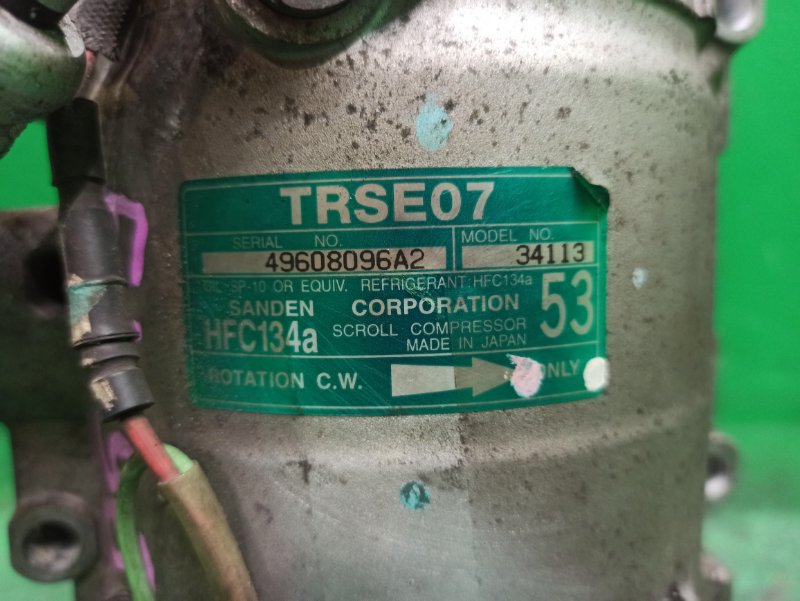 TRSE07
SERIAL NO. MODEL NO.
49608096A2 34113
OIL:SP-10 OR EQUIV. REFRIGERANT:HFC134a
SANDEN CORPORATION 53
HFC134a SCROLL COMPRESSOR
MADE IN JAPAN
ROTATION C.W. ONLY